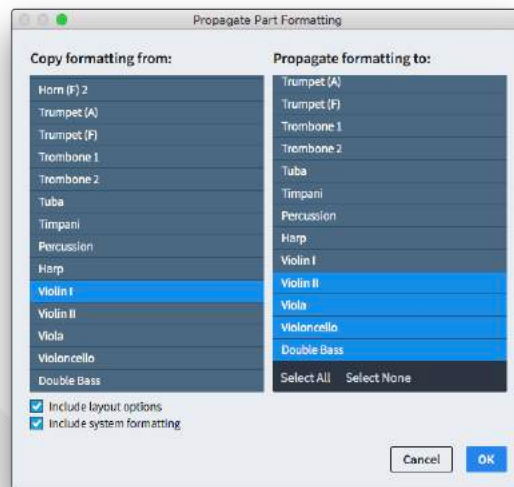 Propagate Part Formatting
Copy formatting from:
Horn (F) 2
Trumpet (A)
Trumpet (F)
Trombone 1
Trombone 2
Tuba
Timpani
Percussion
Harp
Violin I
Violin II
Viola
Violoncello
Double Bass
Include layout options
Include system formatting
Propagate formatting to:
Trumpet (A)
Trumpet (F)
Trombone 1
Trombone 2
Tuba
Timpani
Percussion
Harp
Violin I
Violin II
Viola
Violoncello
Double Bass
Select All Select None
Cancel OK